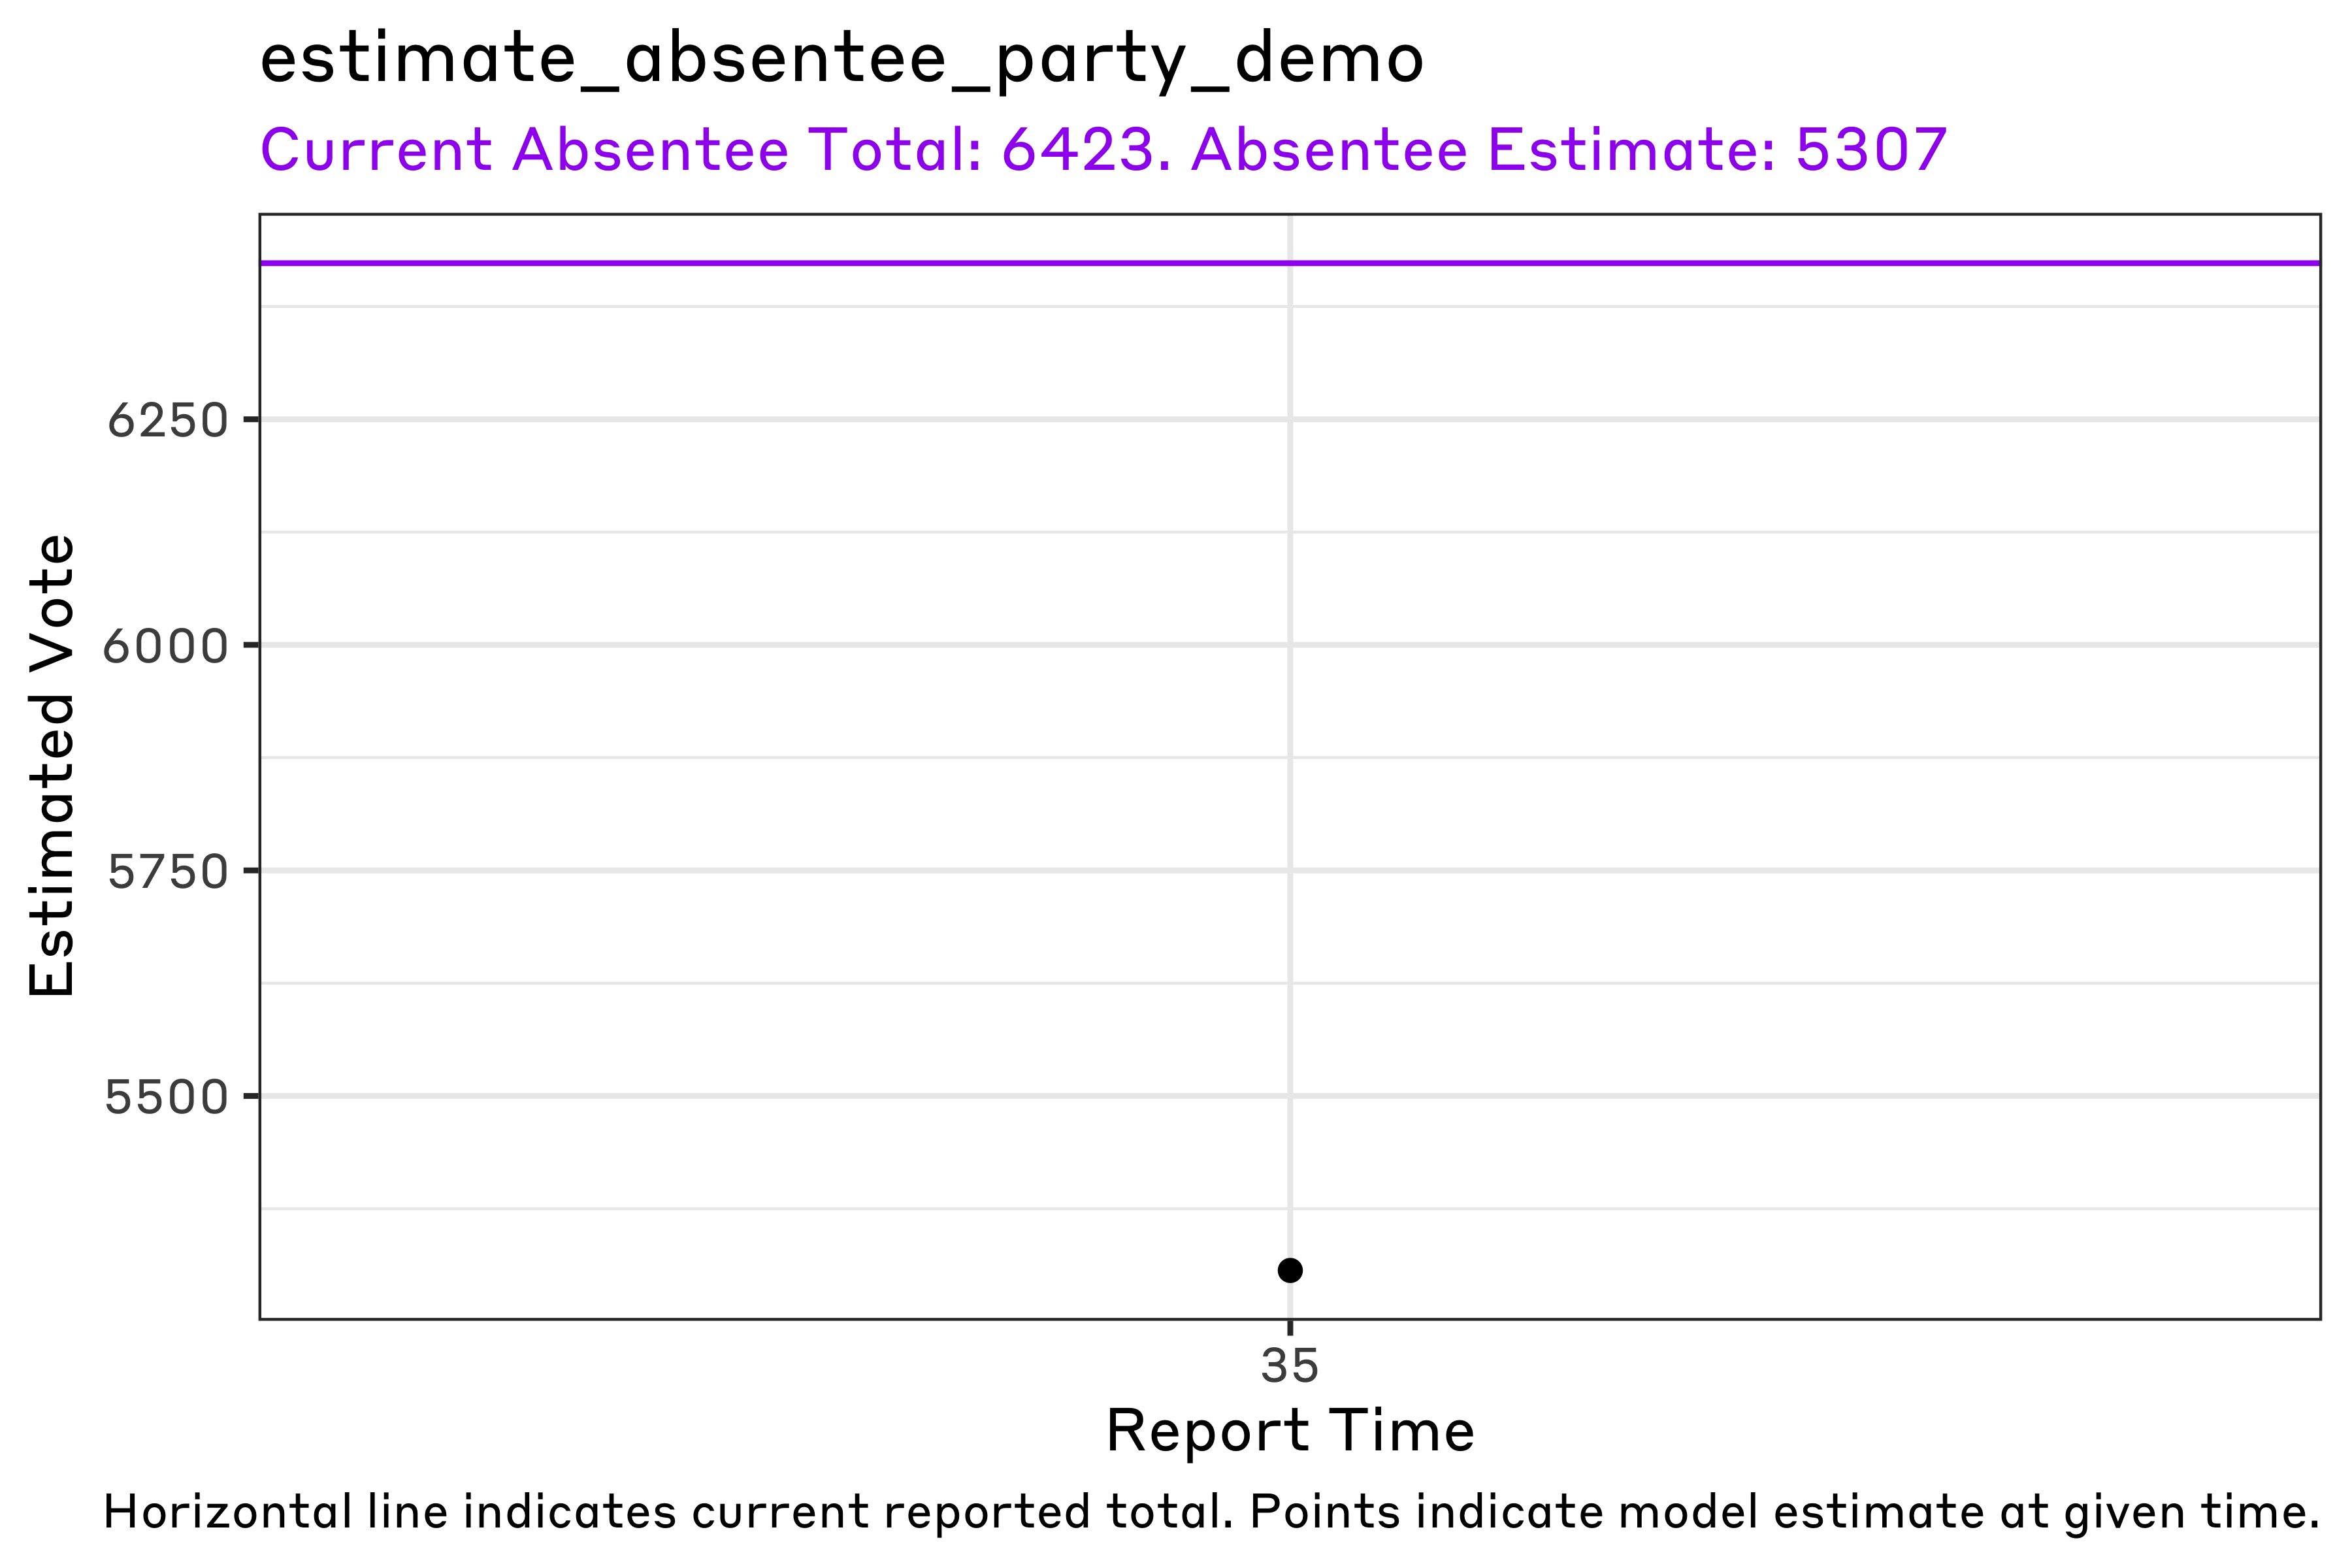 estimate_absentee_party_demo
Current Absentee Total: 6423. Absentee Estimate: 5307
Estimated Vote
6250
6000
5750
5500
35
Report Time
Horizontal line indicates current reported total. Points indicate model estimate at given time.